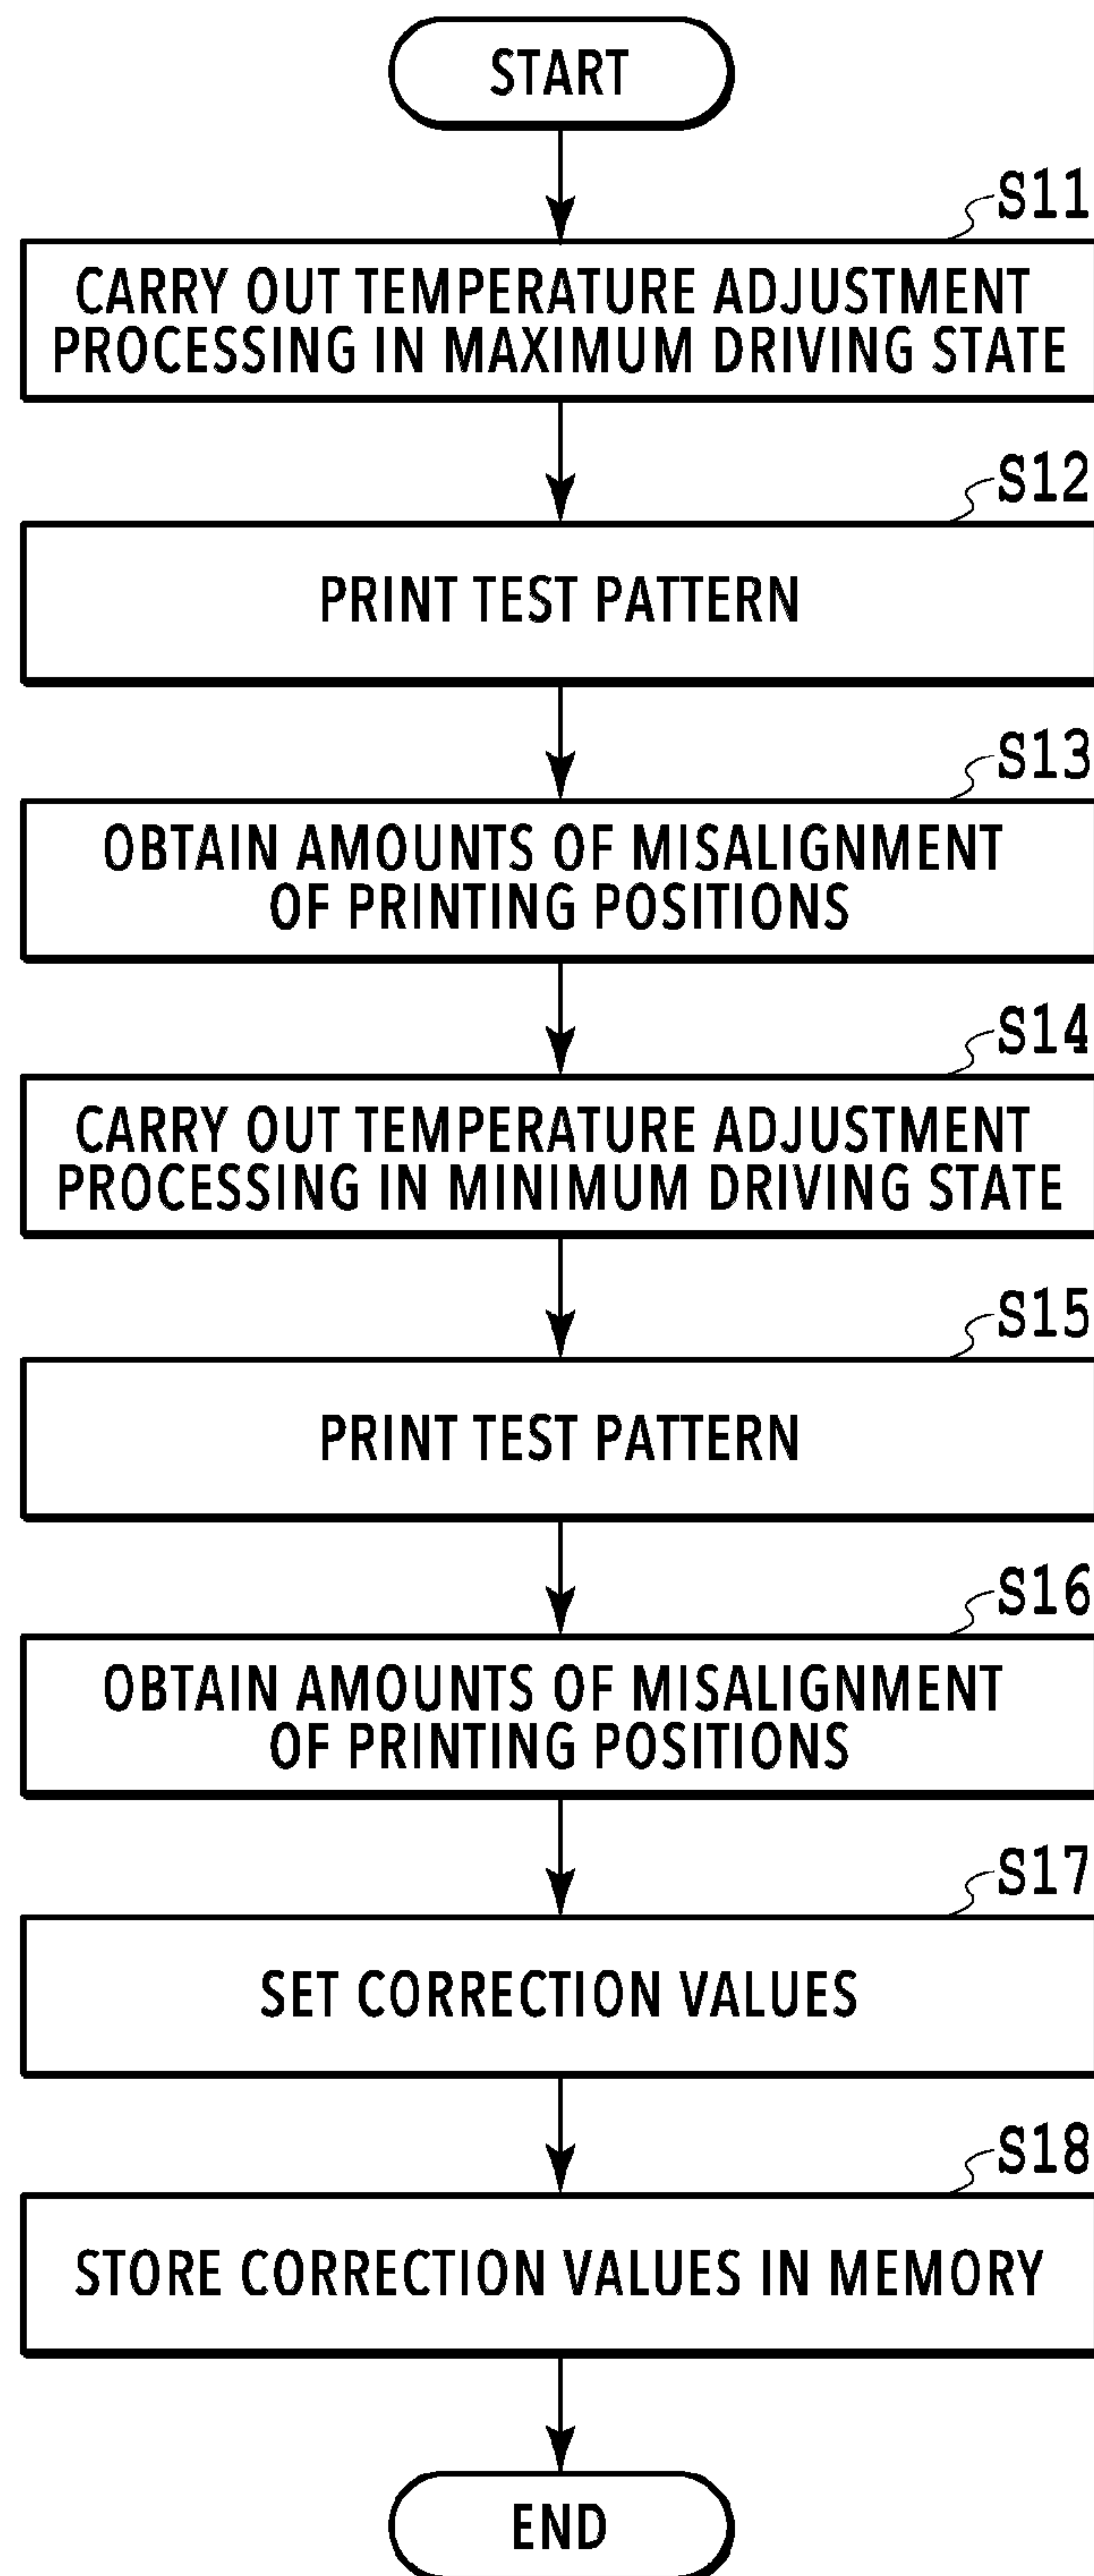 START
S11
CARRY OUT TEMPERATURE ADJUSTMENT
PROCESSING IN MAXIMUM DRIVING STATE
S12
PRINT TEST PATTERN
S13
OBTAIN AMOUNTS OF MISALIGNMENT
OF PRINTING POSITIONS
S14
CARRY OUT TEMPERATURE ADJUSTMENT
PROCESSING IN MINIMUM DRIVING STATE
S15
PRINT TEST PATTERN
S16
OBTAIN AMOUNTS OF MISALIGNMENT
OF PRINTING POSITIONS
S17
SET CORRECTION VALUES
S18
STORE CORRECTION VALUES IN MEMORY
END